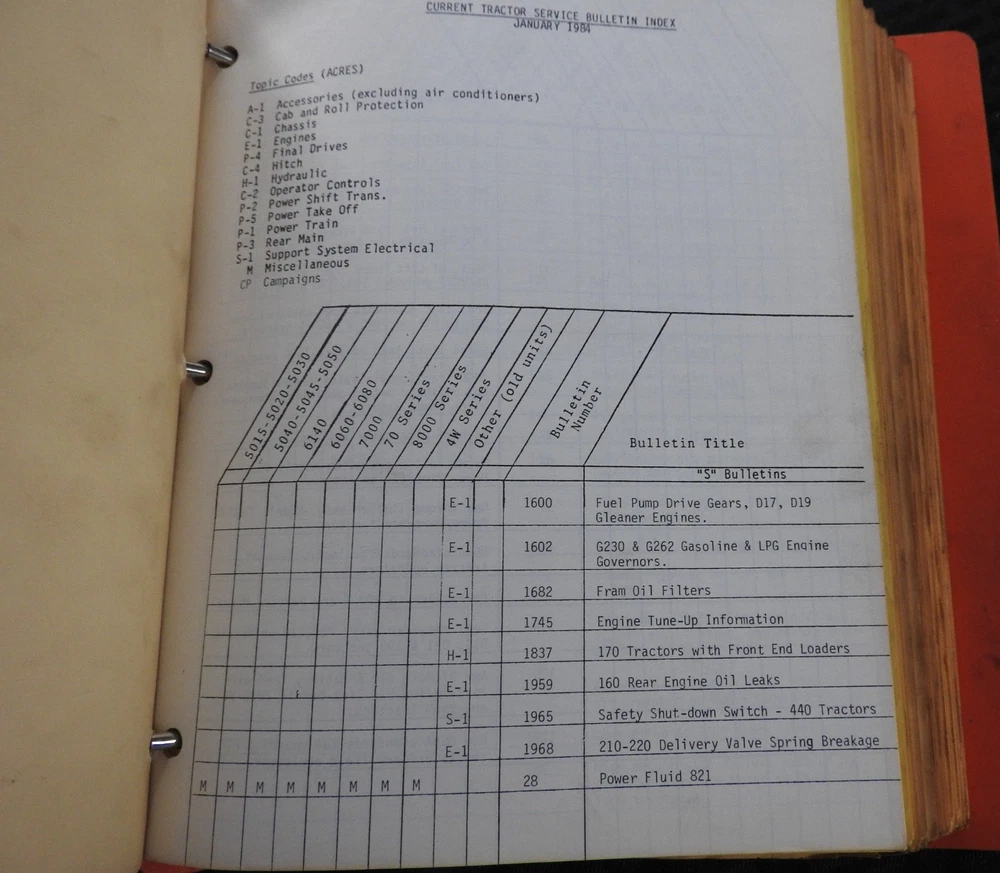 CURRENT TRACTOR SERVICE BULLETIN INDEX
JANUARY 1984
Topic Codes (ACRES)
A-1 Accessories (excluding air conditioners)
C-3 Cab and Roll Protection
C-1 Chassis
E-1 Engines
P-4 Final Drives
C-4 Hitch
H-1 Hydraulic
C-2 Operator Controls
P-2 Power Shift Trans.
P-5 Power Take Off
P-1 Power Train
P-3 Rear Main
S-1 Support System Electrical
M Miscellaneous
CP Campaigns
5015-5020-5030
5040-5045-5050
6140
6060-6080
7000
70 Series
8000 Series
4W Series
Other (old units)
Bulletin
Number
Bulletin Title
"S" Bulletins
E-1 1600 Fuel Pump Drive Gears, D17, D19
Gleaner Engines.
E-1 1602 G230 & G262 Gasoline & LPG Engine
Governors.
E-1 1682 Fram Oil Filters
E-1 1745 Engine Tune-Up Information
H-1 1837 170 Tractors with Front End Loaders
E-1 1959 160 Rear Engine Oil Leaks
S-1 1965 Safety Shut-down Switch - 440 Tractors
E-1 1968 210-220 Delivery Valve Spring Breakage
M M M M M M M M 28 Power Fluid 821